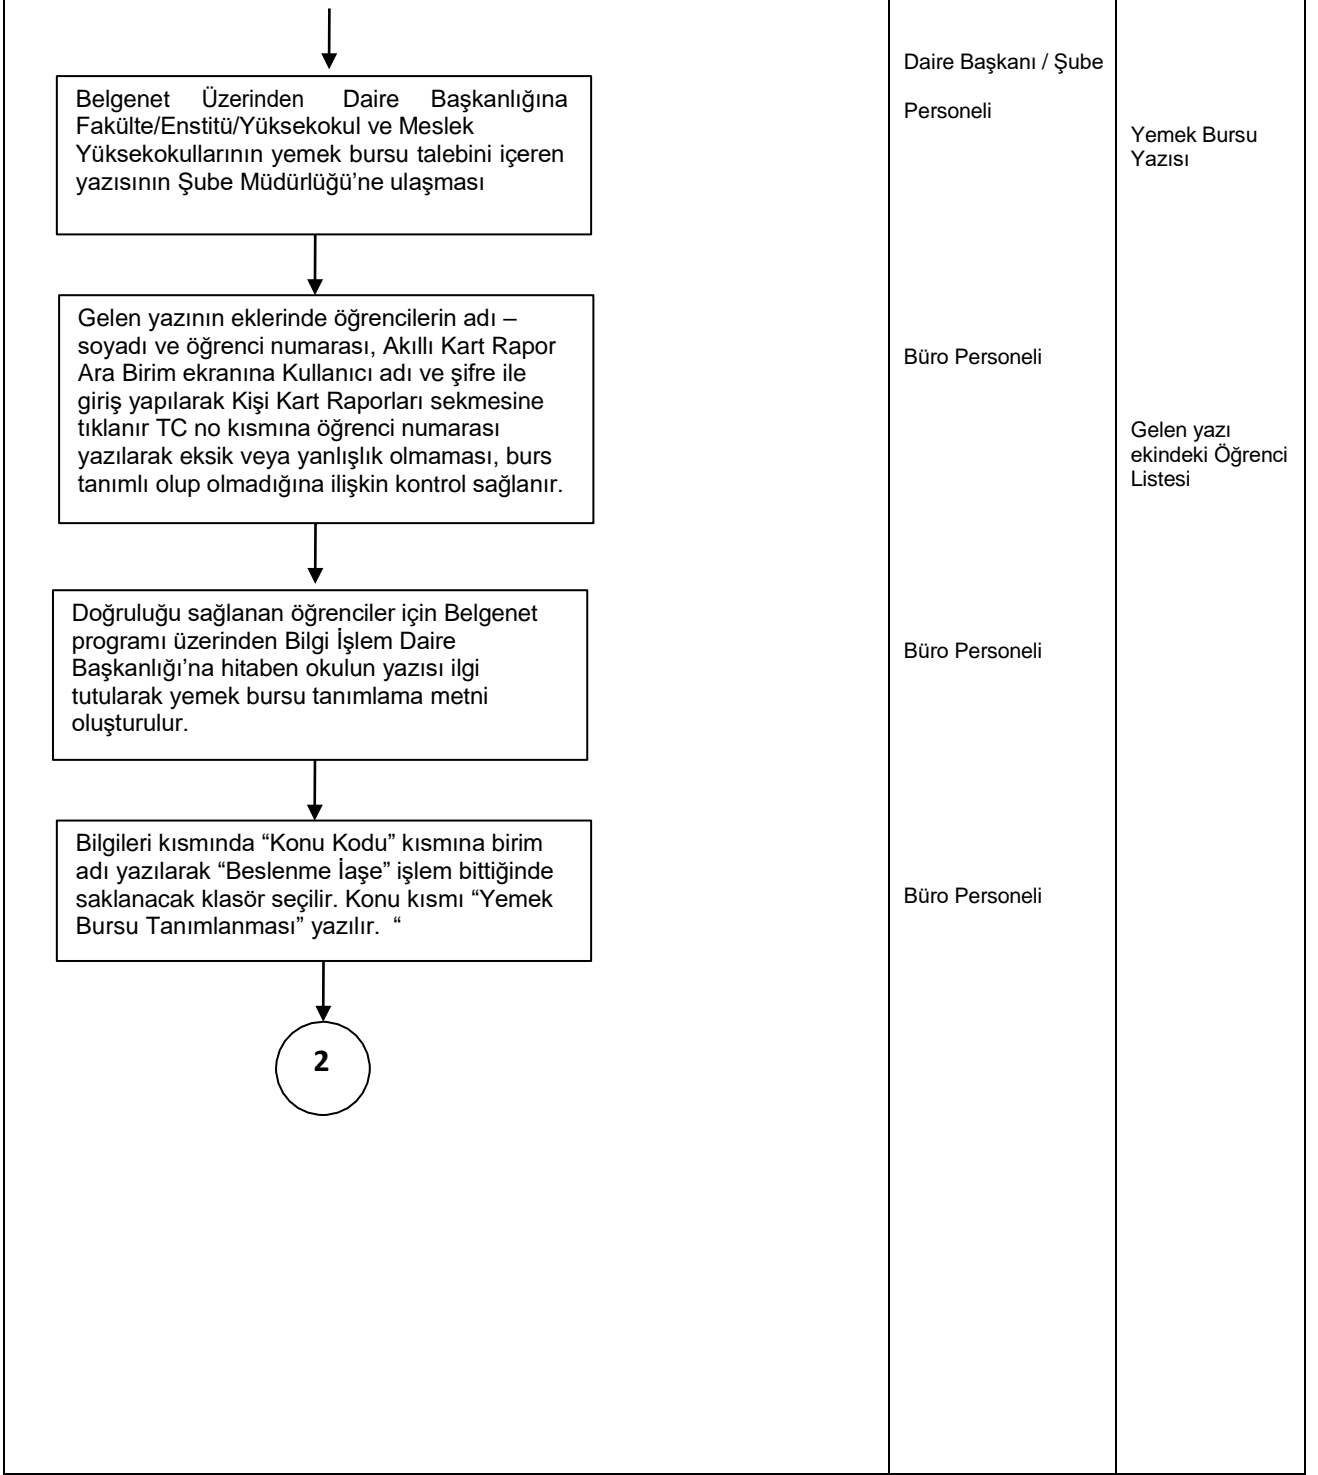 Belgenet Üzerinden Daire Başkanlığına
Fakülte/Enstitü/Yüksekokul ve Meslek
Yüksekokullarının yemek bursu talebini içeren
yazısının Şube Müdürlüğü’ne ulaşması
Daire Başkanı / Şube
Personeli
Yemek Bursu
Yazısı
Gelen yazının eklerinde öğrencilerin adı –
soyadı ve öğrenci numarası, Akıllı Kart Rapor
Ara Birim ekranına Kullanıcı adı ve şifre ile
giriş yapılarak Kişi Kart Raporları sekmesine
tıklanır TC no kısmına öğrenci numarası
yazılarak eksik veya yanlışlık olmaması, burs
tanımlı olup olmadığına ilişkin kontrol sağlanır.
Büro Personeli
Gelen yazı
ekindeki Öğrenci
Listesi
Doğruluğu sağlanan öğrenciler için Belgenet
programı üzerinden Bilgi İşlem Daire
Başkanlığı’na hitaben okulun yazısı ilgi
tutularak yemek bursu tanımlama metni
oluşturulur.
Büro Personeli
Bilgileri kısmında “Konu Kodu” kısmına birim
adı yazılarak “Beslenme İaşe” işlem bittiğinde
saklanacak klasör seçilir. Konu kısmı “Yemek
Bursu Tanımlanması” yazılır. “
Büro Personeli
2